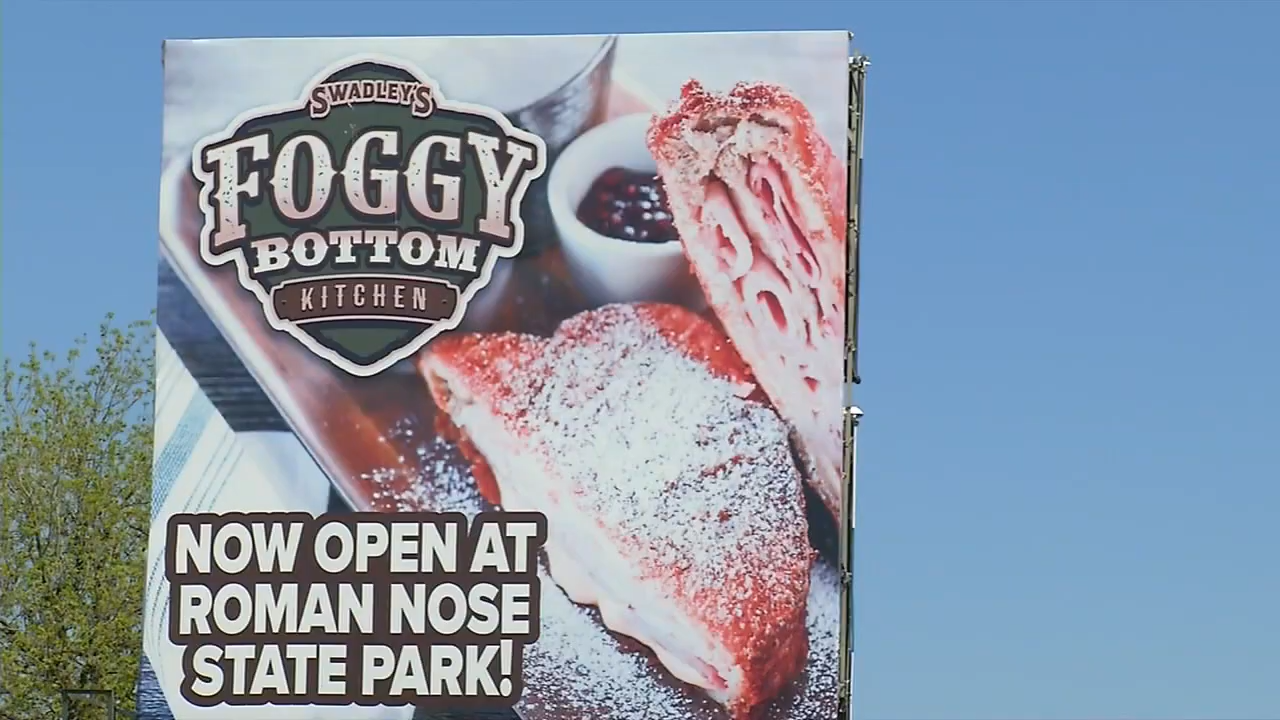 SWADLEY'S
FOGGY
BOTTOM
KITCHEN
NOW OPEN AT
ROMAN NOSE
STATE PARK!